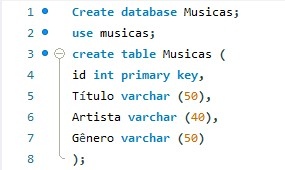 1 Create database Musicas;
2 use musicas;
3 create table Musicas (
4 id int primary key,
5 Título varchar (50),
6 Artista varchar (40),
7 Gênero varchar (50)
8 );